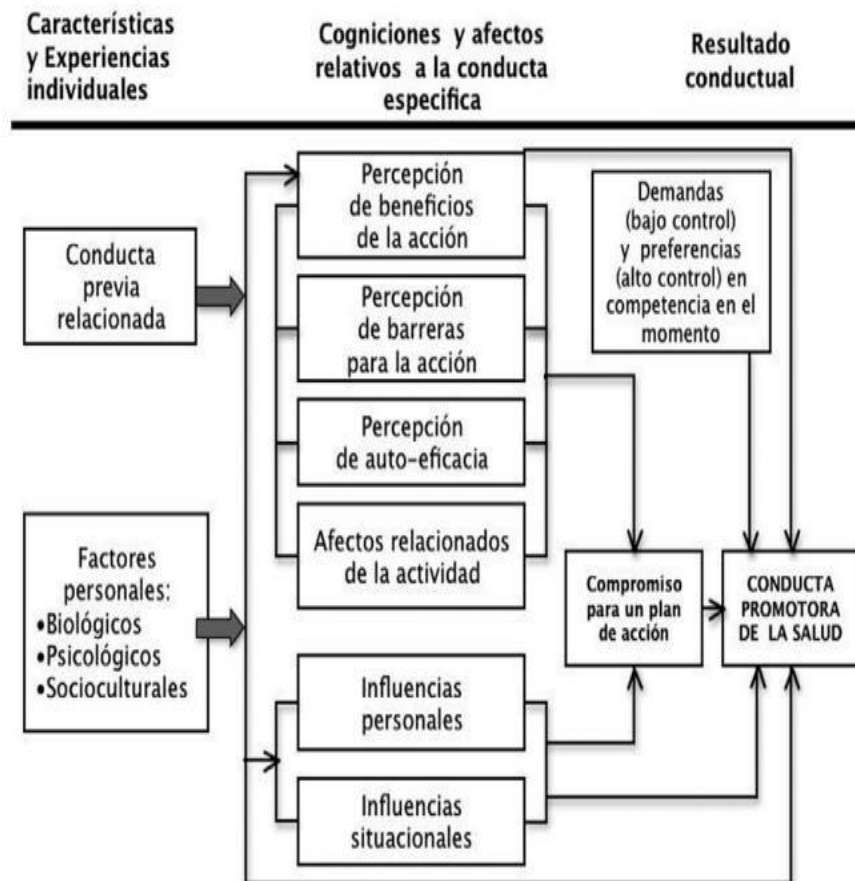 Características
y Experiencias
individuales
Cogniciones y afectos
relativos a la conducta
especifica
Resultado
conductual
Conducta
previa
relacionada
Factores
personales:
•Biológicos
•Psicológicos
•Socioculturales
Percepción
de beneficios
de la acción
Percepción
de barreras
para la acción
Percepción
de auto-eficacia
Afectos relacionados
de la actividad
Influencias
personales
Influencias
situacionales
Demandas
(bajo control)
y preferencias
(alto control) en
competencia en el
momento
Compromiso
para un plan
de acción
CONDUCTA
PROMOTORA
DE LA SALUD